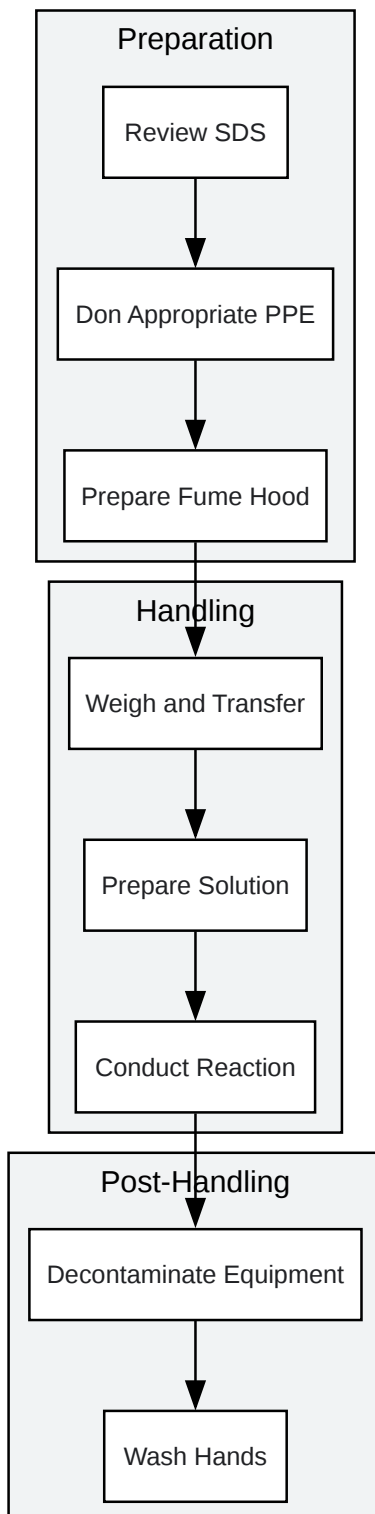 Preparation
Review SDS
Don Appropriate PPE
Prepare Fume Hood
Handling
Weigh and Transfer
Prepare Solution
Conduct Reaction
Post-Handling
Decontaminate Equipment
Wash Hands